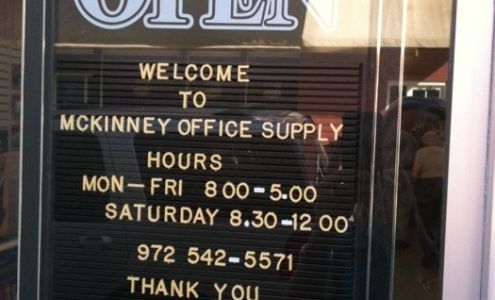 OPEN
WELCOME
TO
MCKINNEY OFFICE SUPPLY
HOURS
MON—FRI 8 00-5.00
SATURDAY 8.30-12 00
972 542-5571
THANK YOU